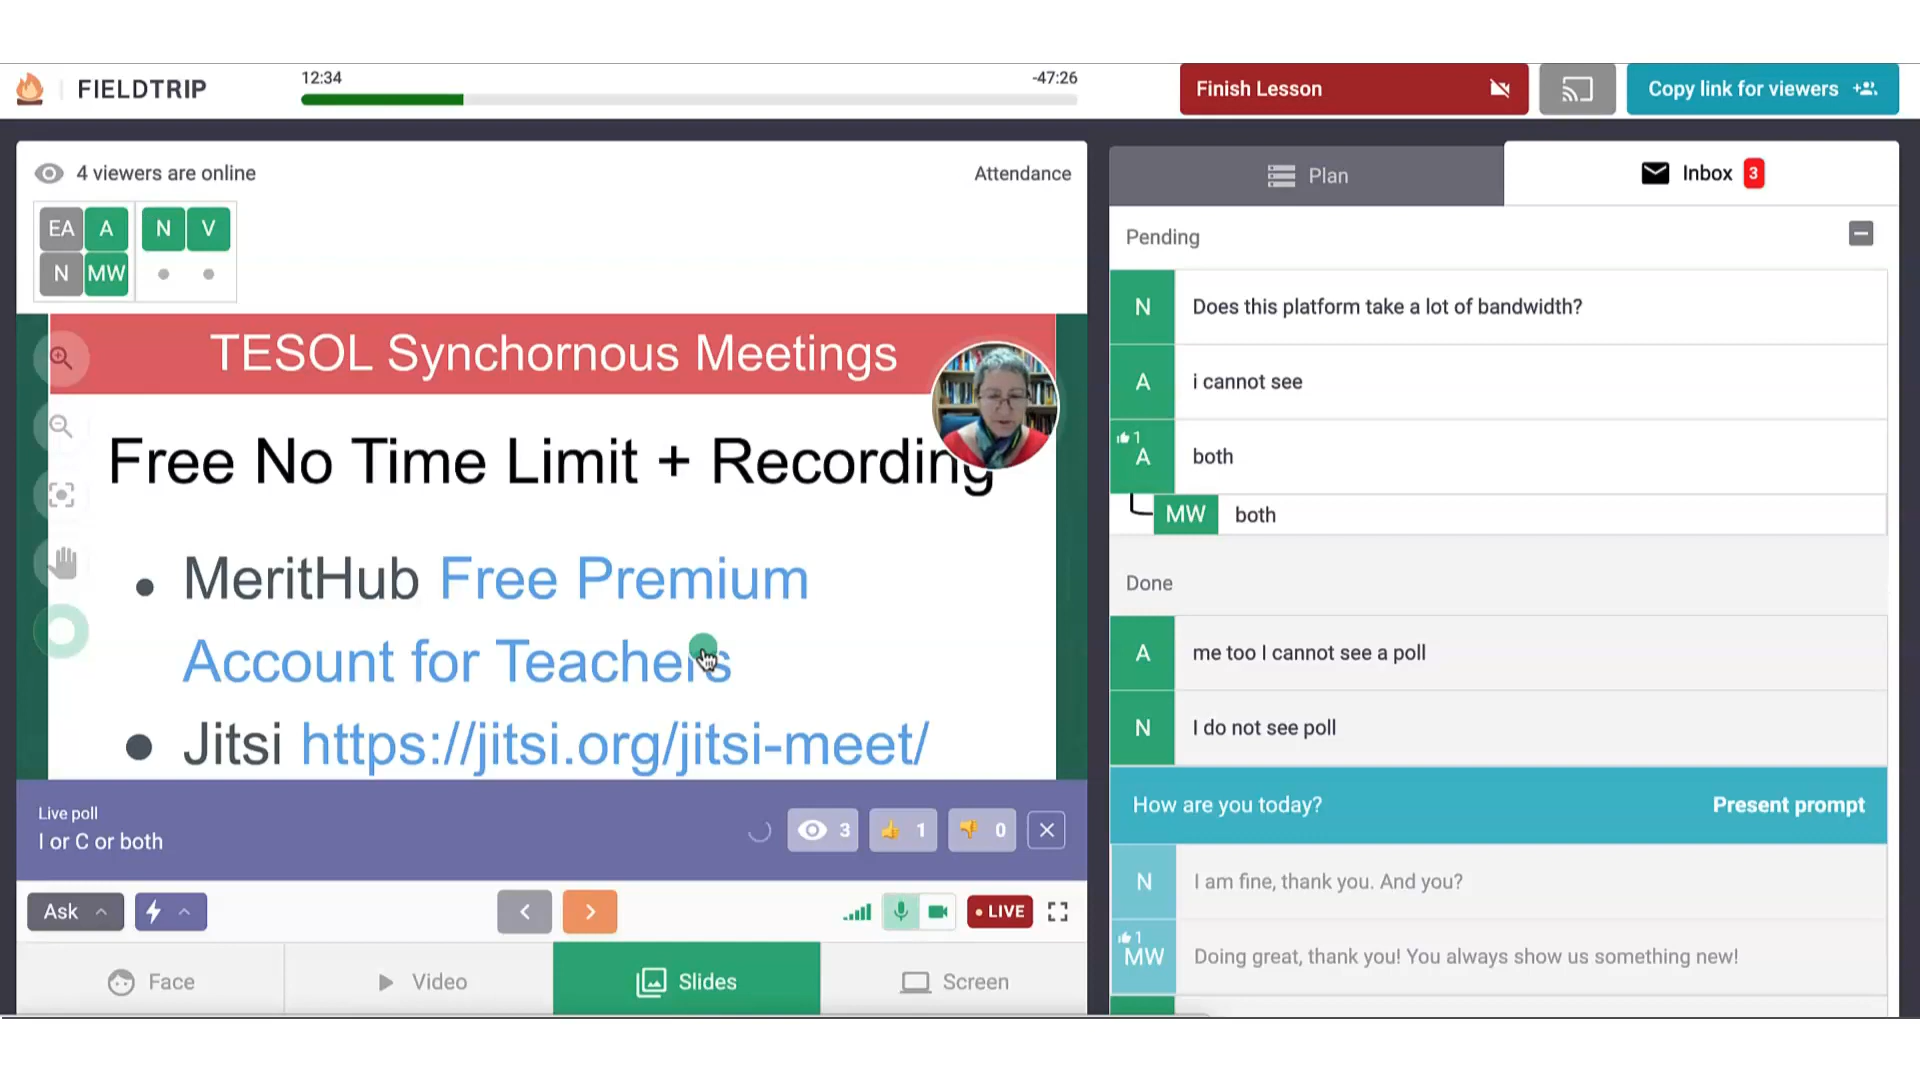 FIELDTRIP
12:34
-47:26
Finish Lesson
Copy link for viewers
4 viewers are online
Attendance
EA A N V
N MW
TESOL Synchornous Meetings
Free No Time Limit + Recording
• MeritHub Free Premium
Account for Teachers
• Jitsi https://jitsi.org/jitsi-meet/
Live poll
I or C or both
3
1
0
Ask
LIVE
Face
Video
Slides
Screen
Plan
Inbox 3
Pending
N Does this platform take a lot of bandwidth?
A i cannot see
1
A both
MW both
Done
A me too I cannot see a poll
N I do not see poll
How are you today? Present prompt
N I am fine, thank you. And you?
1
MW Doing great, thank you! You always show us something new!